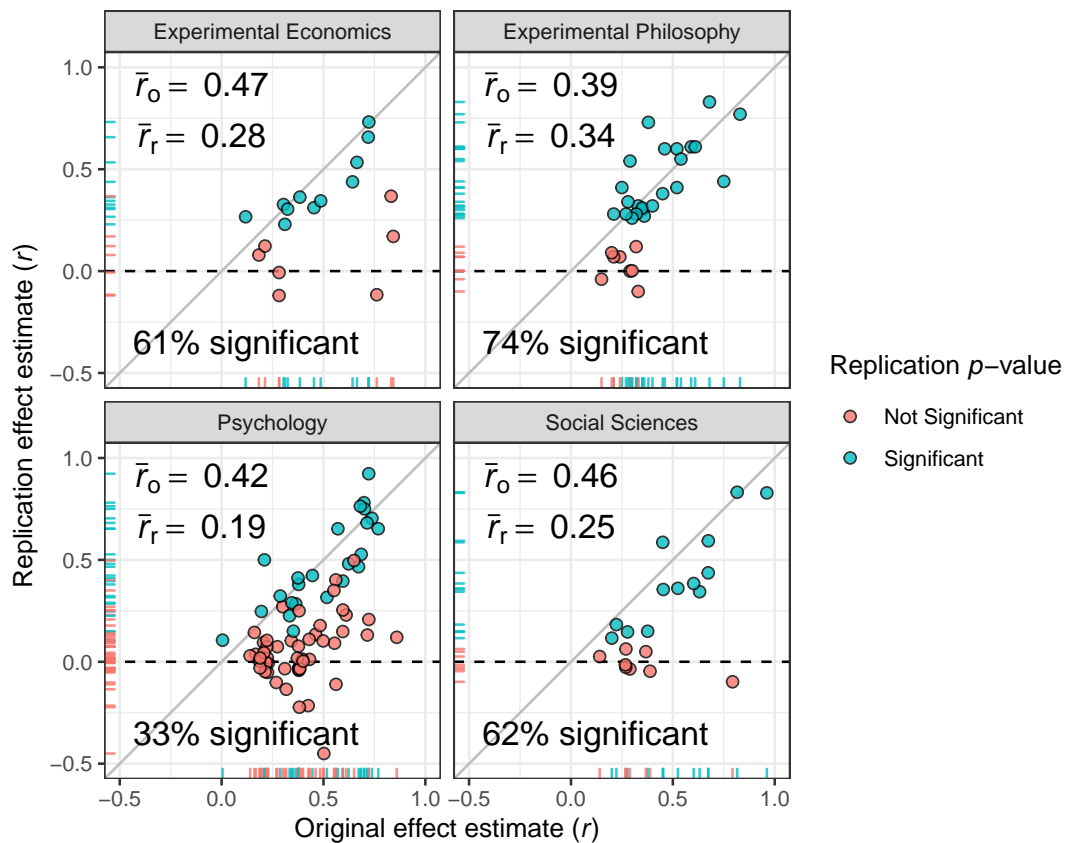 Experimental Economics
Experimental Philosophy
r̄o = 0.47
r̄r = 0.28
61% significant
r̄o = 0.39
r̄r = 0.34
74% significant
1.0
0.5
0.0
−0.5
Psychology
Social Sciences
r̄o = 0.42
r̄r = 0.19
33% significant
r̄o = 0.46
r̄r = 0.25
62% significant
1.0
0.5
0.0
−0.5
−0.5 0.0 0.5 1.0 −0.5 0.0 0.5 1.0
Original effect estimate (r)
Replication effect estimate (r)
Replication p−value
Not Significant
Significant